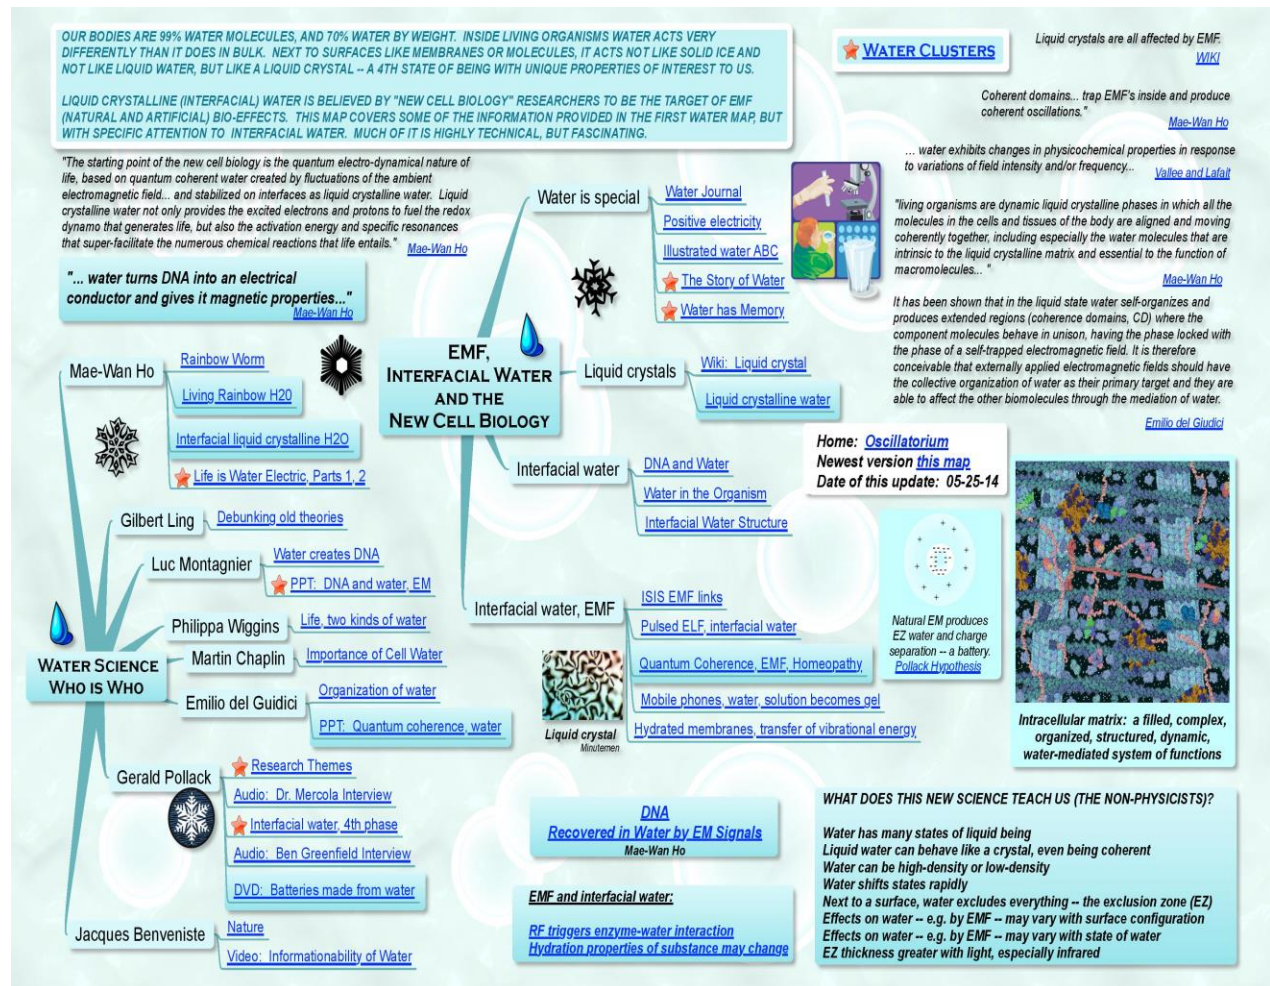 OUR BODIES ARE 99% WATER MOLECULES, AND 70% WATER BY WEIGHT. INSIDE LIVING ORGANISMS WATER ACTS VERY
DIFFERENTLY THAN IT DOES IN BULK. NEXT TO SURFACES LIKE MEMBRANES OR MOLECULES, IT ACTS NOT LIKE SOLID ICE AND
NOT LIKE LIQUID WATER, BUT LIKE A LIQUID CRYSTAL -- A 4TH STATE OF BEING WITH UNIQUE PROPERTIES OF INTEREST TO US.
LIQUID CRYSTALLINE (INTERFACIAL) WATER IS BELIEVED BY "NEW CELL BIOLOGY" RESEARCHERS TO BE THE TARGET OF EMF
(NATURAL AND ARTIFICIAL) BIO-EFFECTS. THIS MAP COVERS SOME OF THE INFORMATION PROVIDED IN THE FIRST WATER MAP, BUT
WITH SPECIFIC ATTENTION TO INTERFACIAL WATER. MUCH OF IT IS HIGHLY TECHNICAL, BUT FASCINATING.
WATER CLUSTERS
Liquid crystals are all affected by EMF.
WIKI
Coherent domains... trap EMF's inside and produce
coherent oscillations."
Mae-Wan Ho
... water exhibits changes in physicochemical properties in response
to variations of field intensity and/or frequency...
Vallee and Lafait
"living organisms are dynamic liquid crystalline phases in which all the
molecules in the cells and tissues of the body are aligned and moving
coherently together, including especially the water molecules that are
intrinsic to the liquid crystalline matrix and essential to the function of
macromolecules... "
Mae-Wan Ho
It has been shown that in the liquid state water self-organizes and
produces extended regions (coherence domains, CD) where the
component molecules behave in unison, having the phase locked with
the phase of a self-trapped electromagnetic field. It is therefore
conceivable that externally applied electromagnetic fields should have
the collective organization of water as their primary target and they are
able to affect the other biomolecules through the mediation of water.
Emilio del Giudici
"The starting point of the new cell biology is the quantum electro-dynamical nature of
life, based on quantum coherent water created by fluctuations of the ambient
electromagnetic field... and stabilized on interfaces as liquid crystalline water. Liquid
crystalline water not only provides the excited electrons and protons to fuel the redox
dynamo that generates life, but also the activation energy and specific resonances
that super-facilitate the numerous chemical reactions that life entails."
Mae-Wan Ho
"... water turns DNA into an electrical
conductor and gives it magnetic properties..."
Mae-Wan Ho
EMF,
INTERFACIAL WATER
AND THE
NEW CELL BIOLOGY
Water is special
Water Journal
Positive electricity
Illustrated water ABC
The Story of Water
Water has Memory
Liquid crystals
Wiki: Liquid crystal
Liquid crystalline water
Interfacial water
DNA and Water
Water in the Organism
Interfacial Water Structure
Interfacial water, EMF
ISIS EMF links
Pulsed ELF, interfacial water
Quantum Coherence, EMF, Homeopathy
Mobile phones, water, solution becomes gel
Hydrated membranes, transfer of vibrational energy
Liquid crystal
Minutemen
Home: Oscillatorium
Newest version this map
Date of this update: 05-25-14
Natural EM produces
EZ water and charge
separation -- a battery.
Pollack Hypothesis
Intracellular matrix: a filled, complex,
organized, structured, dynamic,
water-mediated system of functions
WATER SCIENCE
WHO IS WHO
Mae-Wan Ho
Rainbow Worm
Living Rainbow H20
Interfacial liquid crystalline H2O
Life is Water Electric, Parts 1, 2
Gilbert Ling
Debunking old theories
Luc Montagnier
Water creates DNA
PPT: DNA and water, EM
Philippa Wiggins
Life, two kinds of water
Martin Chaplin
Importance of Cell Water
Emilio del Guidici
Organization of water
PPT: Quantum coherence, water
Gerald Pollack
Research Themes
Audio: Dr. Mercola Interview
Interfacial water, 4th phase
Audio: Ben Greenfield Interview
DVD: Batteries made from water
Jacques Benveniste
Nature
Video: Informationability of Water
DNA
Recovered in Water by EM Signals
Mae-Wan Ho
EMF and interfacial water:
RF triggers enzyme-water interaction
Hydration properties of substance may change
WHAT DOES THIS NEW SCIENCE TEACH US (THE NON-PHYSICISTS)?
Water has many states of liquid being
Liquid water can behave like a crystal, even being coherent
Water can be high-density or low-density
Water shifts states rapidly
Next to a surface, water excludes everything -- the exclusion zone (EZ)
Effects on water -- e.g. by EMF -- may vary with surface configuration
Effects on water -- e.g. by EMF -- may vary with state of water
EZ thickness greater with light, especially infrared